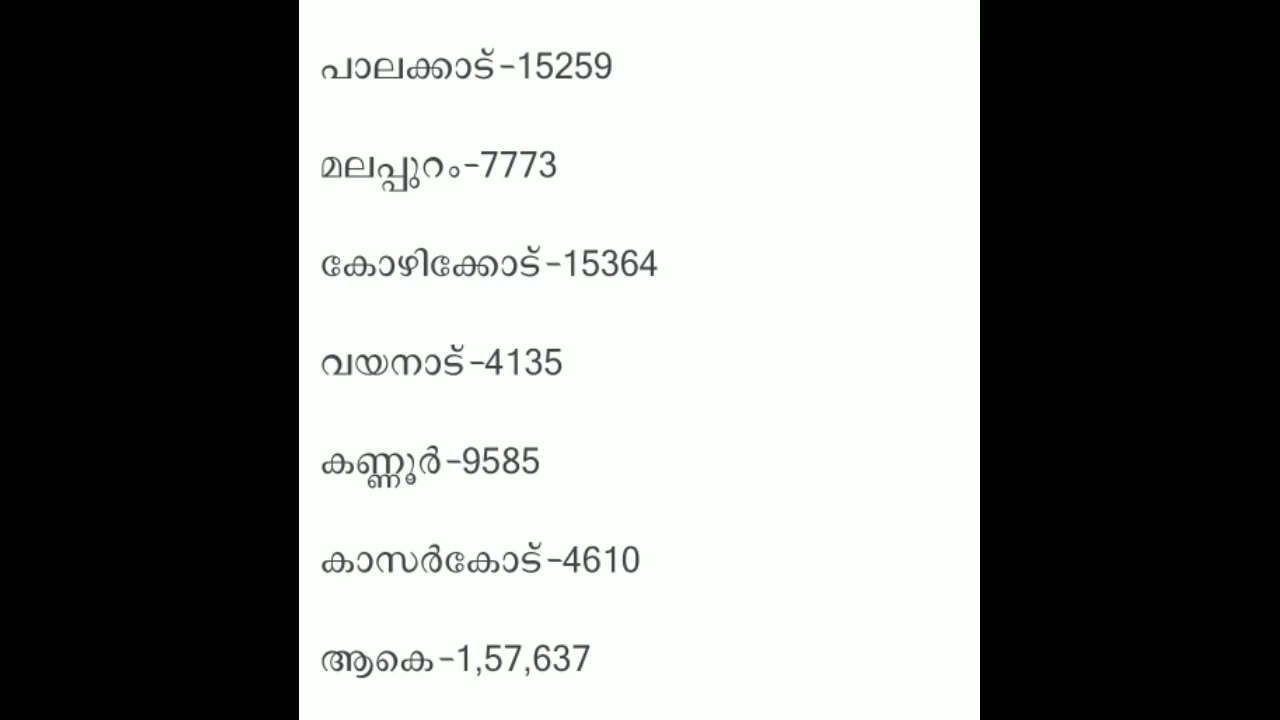 പാലക്കാട്-15259
മലപ്പുറം-7773
കോഴിക്കോട്-15364
വയനാട്-4135
കണ്ണൂർ-9585
കാസർകോട്-4610
ആകെ-1,57,637